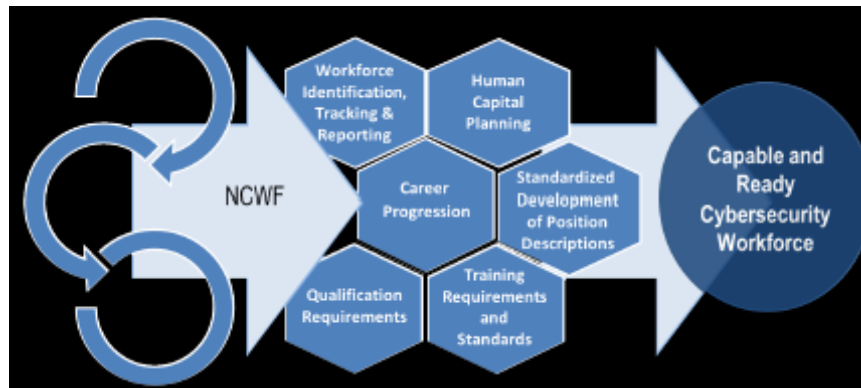 NCWF
Workforce
Identification,
Tracking &
Reporting
Human
Capital
Planning
Career
Progression
Standardized
Development
of Position
Descriptions
Qualification
Requirements
Training
Requirements
and
Standards
Capable and
Ready
Cybersecurity
Workforce